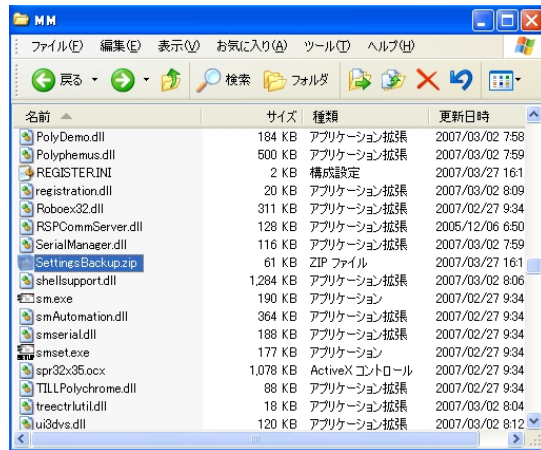 MM
ファイル(F) 編集(E) 表示(V) お気に入り(A) ツール(T) ヘルプ(H)
戻る 検索 フォルダ
名前 サイズ 種類 更新日時
PolyDemo.dll 184 KB アプリケーション拡張 2007/03/02 7:58
Polyphemus.dll 500 KB アプリケーション拡張 2007/03/02 7:59
REGISTER.INI 2 KB 構成設定 2007/03/27 16:1
registration.dll 20 KB アプリケーション拡張 2007/03/02 8:09
Roboex32.dll 311 KB アプリケーション拡張 2007/02/27 9:34
RSPCommServer.dll 128 KB アプリケーション拡張 2005/12/06 6:50
SerialManager.dll 116 KB アプリケーション拡張 2007/03/02 7:59
SettingsBackup.zip 61 KB ZIP ファイル 2007/03/27 16:1
shellsupport.dll 1,284 KB アプリケーション拡張 2007/03/02 8:06
sm.exe 190 KB アプリケーション 2007/02/27 9:34
smAutomation.dll 364 KB アプリケーション拡張 2007/02/27 9:34
smserial.dll 188 KB アプリケーション拡張 2007/02/27 9:34
smset.exe 177 KB アプリケーション 2007/02/27 9:34
spr32x35.ocx 1,078 KB ActiveX コントロール 2007/02/27 9:34
TILLPolychrome.dll 88 KB アプリケーション拡張 2007/02/27 9:34
treectrlutil.dll 18 KB アプリケーション拡張 2007/03/02 8:04
ui3dvs.dll 120 KB アプリケーション拡張 2007/03/02 8:12